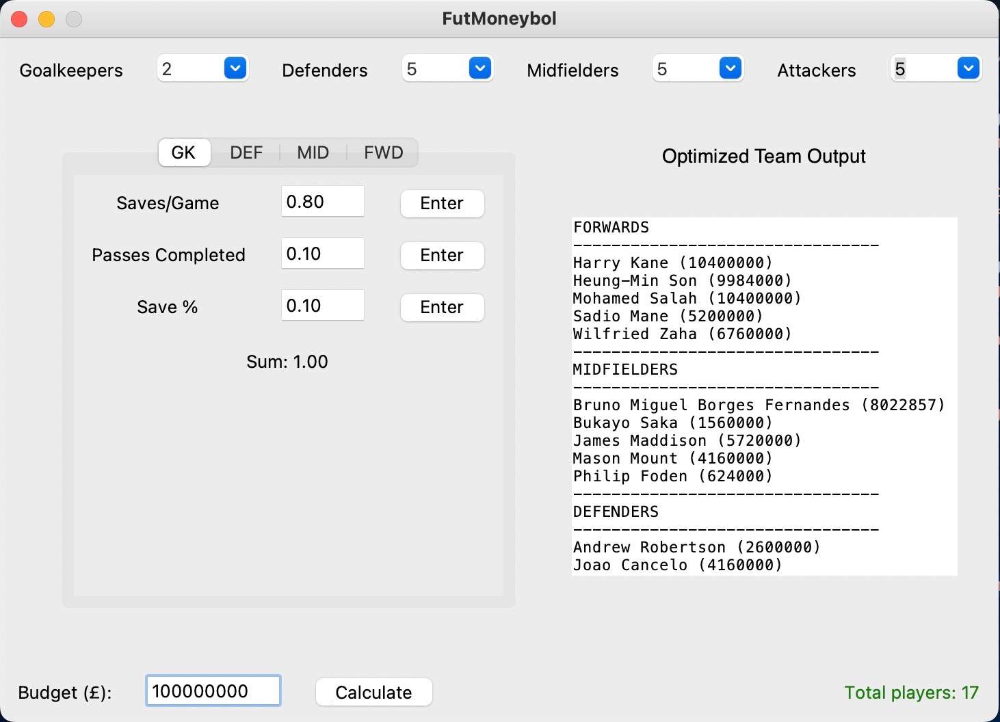 FutMoneybol
Goalkeepers 2 Defenders 5 Midfielders 5 Attackers 5
GK DEF MID FWD
Optimized Team Output
Saves/Game 0.80 Enter
Passes Completed 0.10 Enter
Save % 0.10 Enter
Sum: 1.00
FORWARDS
--------------------------------
Harry Kane (10400000)
Heung-Min Son (9984000)
Mohamed Salah (10400000)
Sadio Mane (5200000)
Wilfried Zaha (6760000)
--------------------------------
MIDFIELDERS
--------------------------------
Bruno Miguel Borges Fernandes (8022857)
Bukayo Saka (1560000)
James Maddison (5720000)
Mason Mount (4160000)
Philip Foden (624000)
--------------------------------
DEFENDERS
--------------------------------
Andrew Robertson (2600000)
Joao Cancelo (4160000)
Budget (£): 100000000 Calculate
Total players: 17